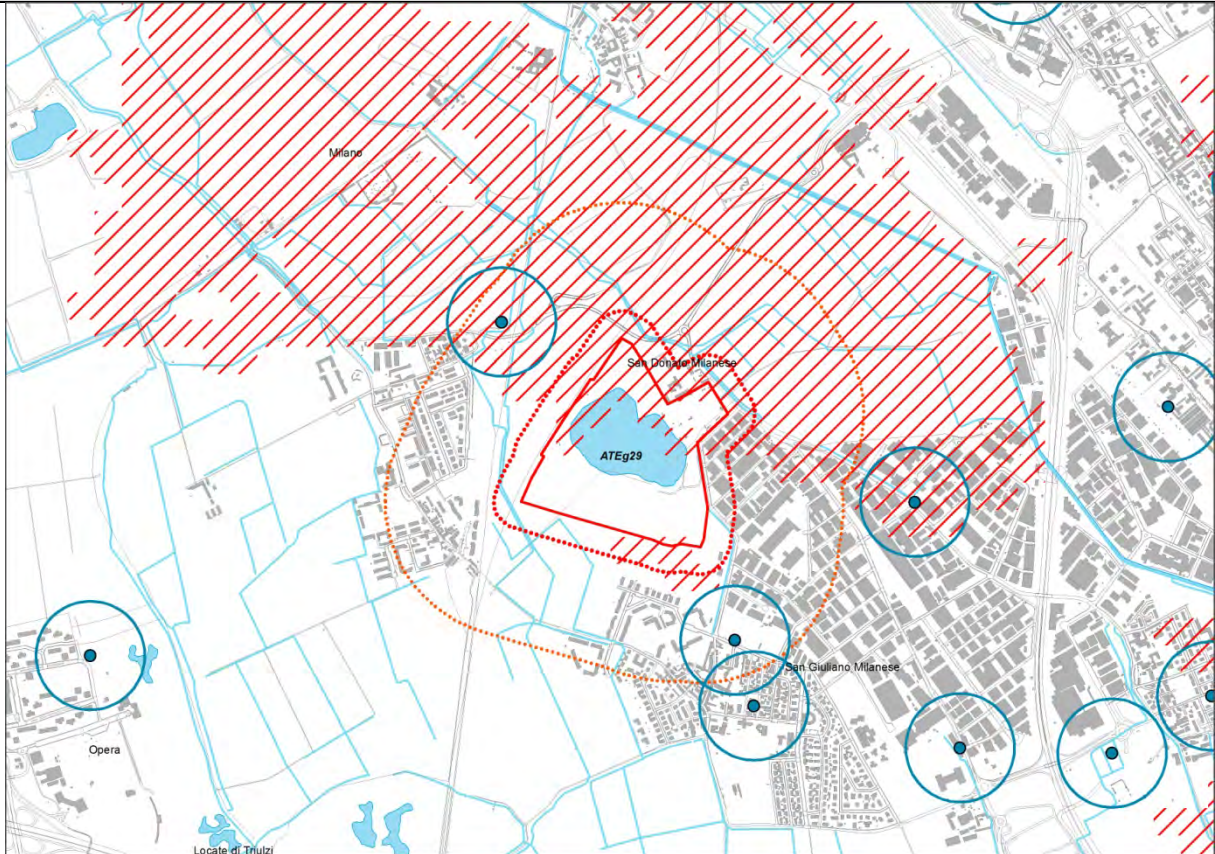 Milano
San Donato Milanese
ATEg29
San Giuliano Milanese
Opera
Locate di Triulzi